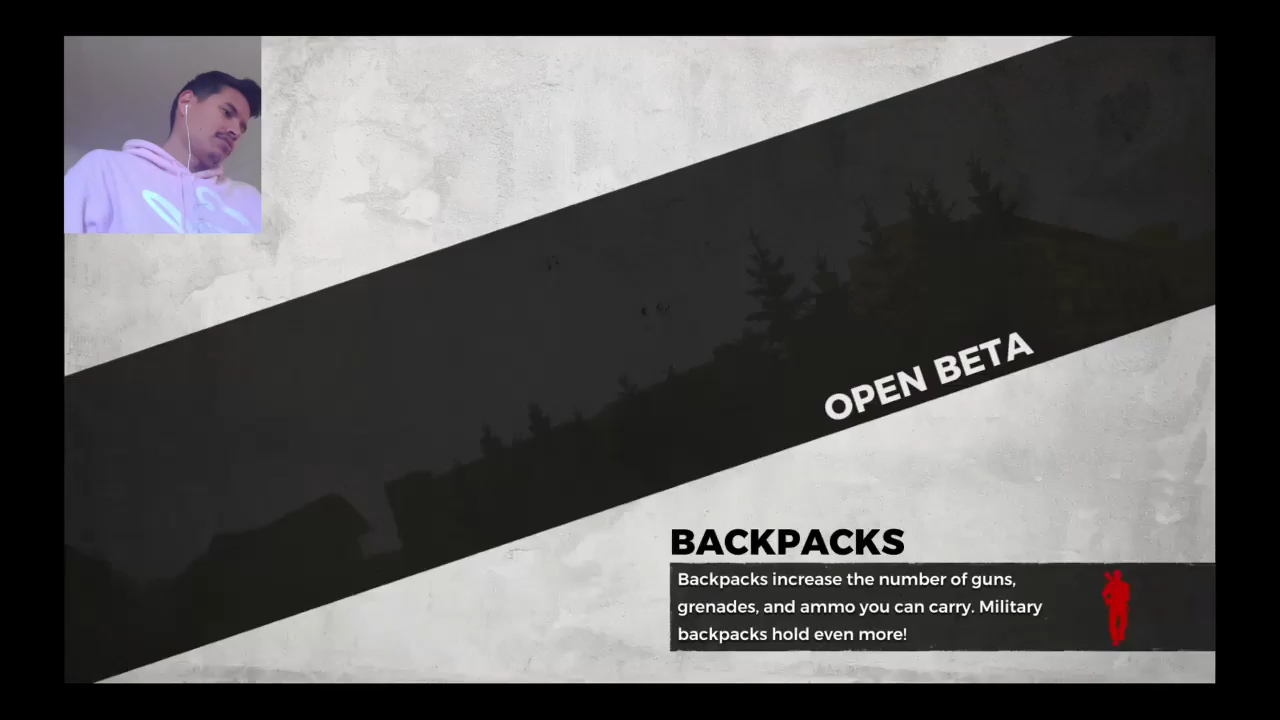 OPEN BETA
BACKPACKS
Backpacks increase the number of guns,
grenades, and ammo you can carry. Military
backpacks hold even more!